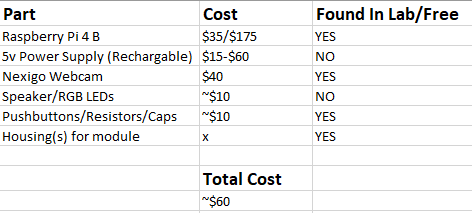 Part Cost Found In Lab/Free
Raspberry Pi 4 B $35/$175 YES
5v Power Supply (Rechargable) $15-$60 NO
Nexigo Webcam $40 YES
Speaker/RGB LEDs ~$10 NO
Pushbuttons/Resistors/Caps ~$10 YES
Housing(s) for module x YES
Total Cost
~$60